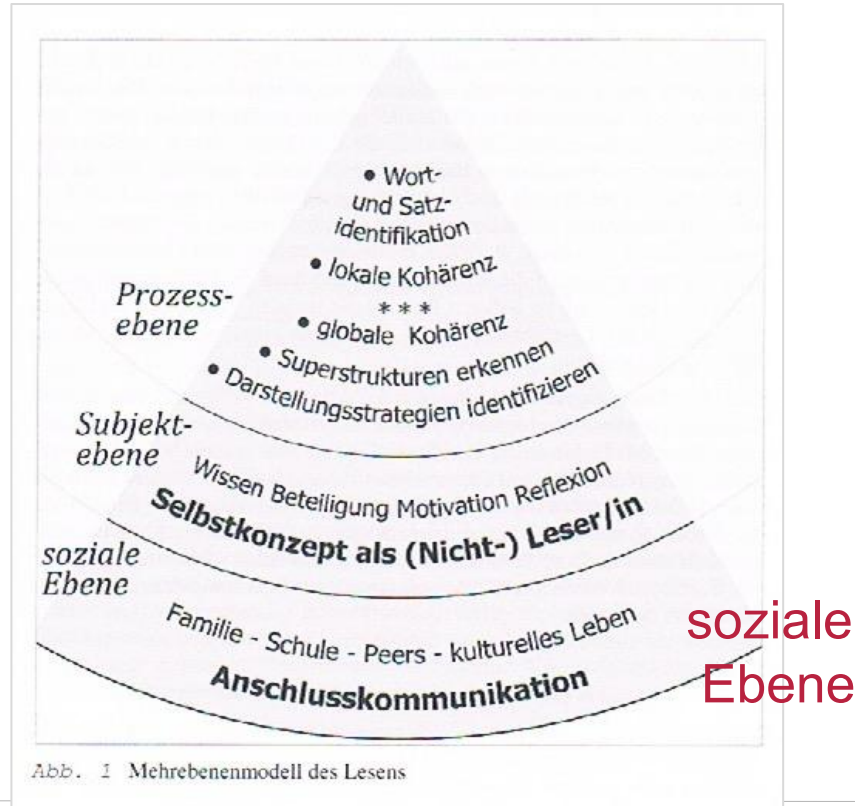 • Wort-
und Satz-
identifikation
• lokale Kohärenz
* * *
• globale Kohärenz
• Superstrukturen erkennen
• Darstellungsstrategien identifizieren
Prozess-
ebene
Subjekt-
ebene
Wissen Beteiligung Motivation Reflexion
Selbstkonzept als (Nicht-) Leser/in
soziale
Ebene
Familie - Schule - Peers - kulturelles Leben
Anschlusskommunikation
soziale
Ebene
Abb. 1 Mehrebenenmodell des Lesens